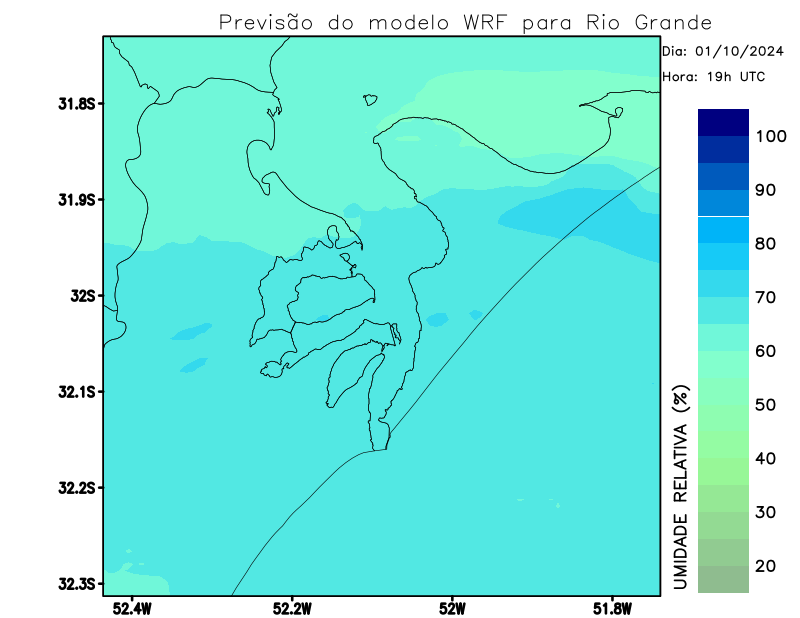 Previsão do modelo WRF para Rio Grande
Dia: 01/10/2024
Hora: 19h UTC
31.8S
31.9S
32S
32.1S
32.2S
32.3S
52.4W
52.2W
52W
51.8W
UMIDADE RELATIVA (%)
100
90
80
70
60
50
40
30
20